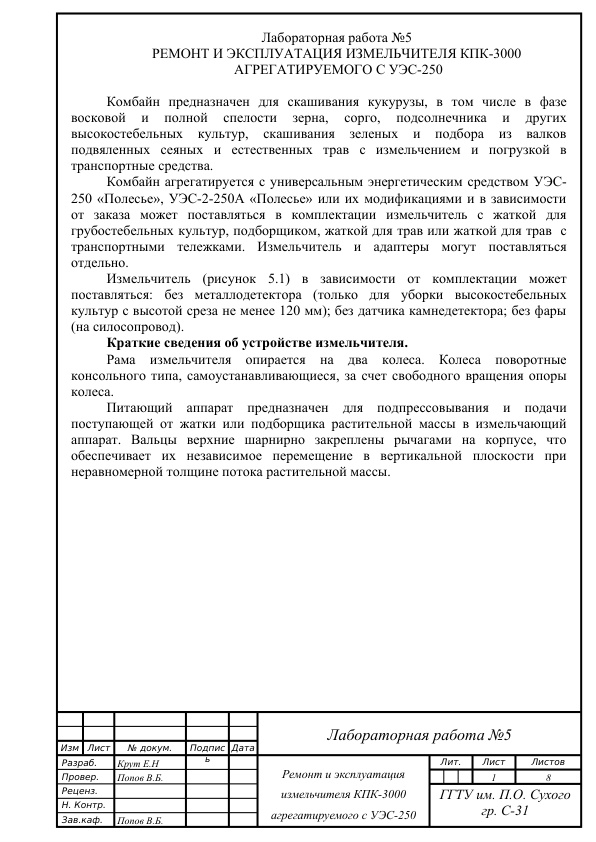 Лабораторная работа №5
РЕМОНТ И ЭКСПЛУАТАЦИЯ ИЗМЕЛЬЧИТЕЛЯ КПК-3000
АГРЕГАТИРУЕМОГО С УЭС-250
Комбайн предназначен для скашивания кукурузы, в том числе в фазе
восковой и полной спелости зерна, сорго, подсолнечника и других
высокостебельных культур, скашивания зеленых и подбора из валков
подвяленных сеяных и естественных трав с измельчением и погрузкой в
транспортные средства.
Комбайн агрегатируется с универсальным энергетическим средством УЭС-
250 «Полесье», УЭС-2-250А «Полесье» или их модификациями и в зависимости
от заказа может поставляться в комплектации измельчитель с жаткой для
грубостебельных культур, подборщиком, жаткой для трав или жаткой для трав с
транспортными тележками. Измельчитель и адаптеры могут поставляться
отдельно.
Измельчитель (рисунок 5.1) в зависимости от комплектации может
поставляться: без металлодетектора (только для уборки высокостебельных
культур с высотой среза не менее 120 мм); без датчика камнедетектора; без фары
(на силосопровод).
Краткие сведения об устройстве измельчителя.
Рама измельчителя опирается на два колеса. Колеса поворотные
консольного типа, самоустанавливающиеся, за счет свободного вращения опоры
колеса.
Питающий аппарат предназначен для подпрессовывания и подачи
поступающей от жатки или подборщика растительной массы в измельчающий
аппарат. Вальцы верхние шарнирно закреплены рычагами на корпусе, что
обеспечивает их независимое перемещение в вертикальной плоскости при
неравномерной толщине потока растительной массы.
Лабораторная работа №5
Изм Лист № докум. Подпис Дата
ь
Разраб. Крут Е.Н
Провер. Попов В.Б.
Реценз.
Н. Контр.
Зав.каф. Попов В.Б.
Ремонт и эксплуатация
измельчителя КПК-3000
агрегатируемого с УЭС-250
Лит. Лист Листов
1 8
ГГТУ им. П.О. Сухого
гр. С-31